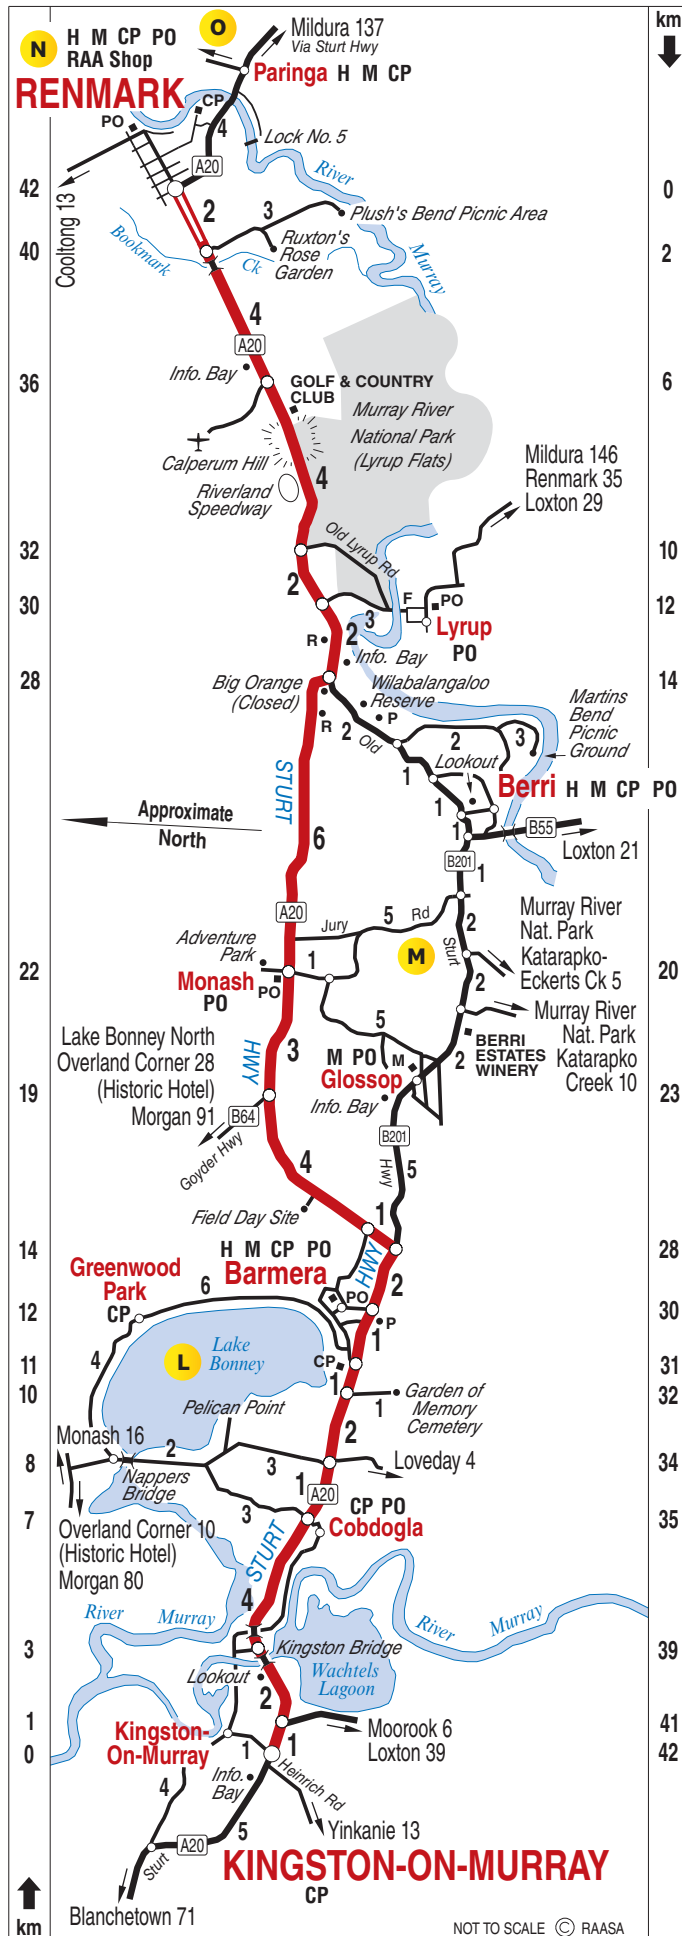 N
H M CP PO
RAA Shop
RENMARK
O
Mildura 137
Via Sturt Hwy
Paringa H M CP
km
CP
PO
4
Lock No. 5
A20
River
Murray
42
0
Cooltong 13
2
3
Plush's Bend Picnic Area
Ruxton's
Rose
Garden
Bookmark
Ck
40
2
4
A20
Info. Bay
36
6
GOLF & COUNTRY
CLUB
Murray River
National Park
(Lyrup Flats)
Calperum Hill
Riverland
Speedway
4
Mildura 146
Renmark 35
Loxton 29
32
10
Old Lyrup Rd
2
30
12
3
F
PO
Lyrup
PO
R
2
Info. Bay
28
14
Big Orange
(Closed)
Wilabalangaloo
Reserve
P
R
2
Old
Martins
Bend
Picnic
Ground
2
3
Lookout
1
1
1
Berri H M CP PO
STURT
Approximate
North
6
B55
Loxton 21
B201
1
A20
Jury
5
Rd
2
Sturt
Murray River
Nat. Park
Katarapko-
Eckerts Ck 5
Adventure
Park
M
22
20
Monash
PO
PO
1
2
Murray River
Nat. Park
Katarapko
Creek 10
5
BERRI
ESTATES
WINERY
2
Lake Bonney North
Overland Corner 28
(Historic Hotel)
Morgan 91
HWY
3
M PO
M
Glossop
Info. Bay
19
23
B64
Goyder Hwy
B201
Hwy
5
4
Field Day Site
1
14
28
H M CP PO
Barmera
HWY
2
Greenwood
Park
CP
6
PO
12
30
P
1
Lake
Bonney
L
CP
11
31
4
1
10
32
1
Garden of
Memory
Cemetery
Pelican Point
2
Monash 16
2
3
8
34
Loveday 4
Nappers
Bridge
1
A20
3
CP PO
Cobdogla
7
35
Overland Corner 10
(Historic Hotel)
Morgan 80
STURT
4
River
Murray
River
Murray
3
39
Kingston Bridge
Lookout
Wachtels
Lagoon
2
1
41
Kingston-
On-Murray
Moorook 6
Loxton 39
1
1
0
42
Info.
Bay
Heinrich Rd
4
5
Yinkanie 13
A20
Sturt
KINGSTON-ON-MURRAY
CP
Blanchetown 71
km
NOT TO SCALE © RAASA